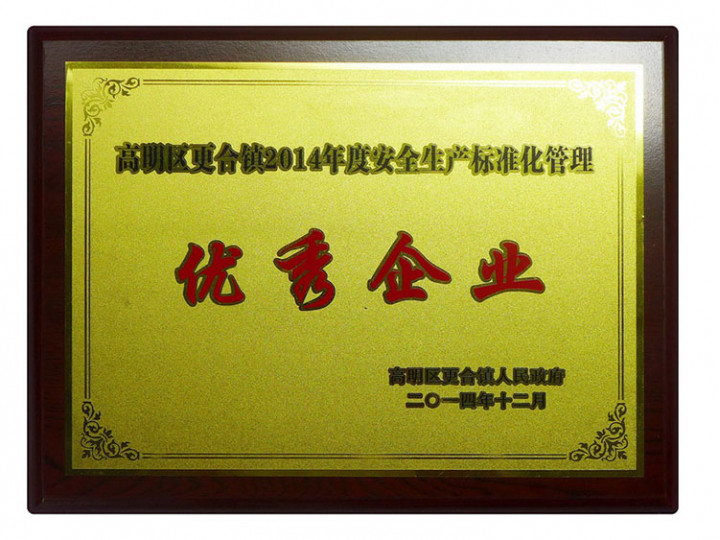 高明区更合镇2014年度安全生产标准化管理
优秀企业
高明区更合镇人民政府
二〇一四年十二月